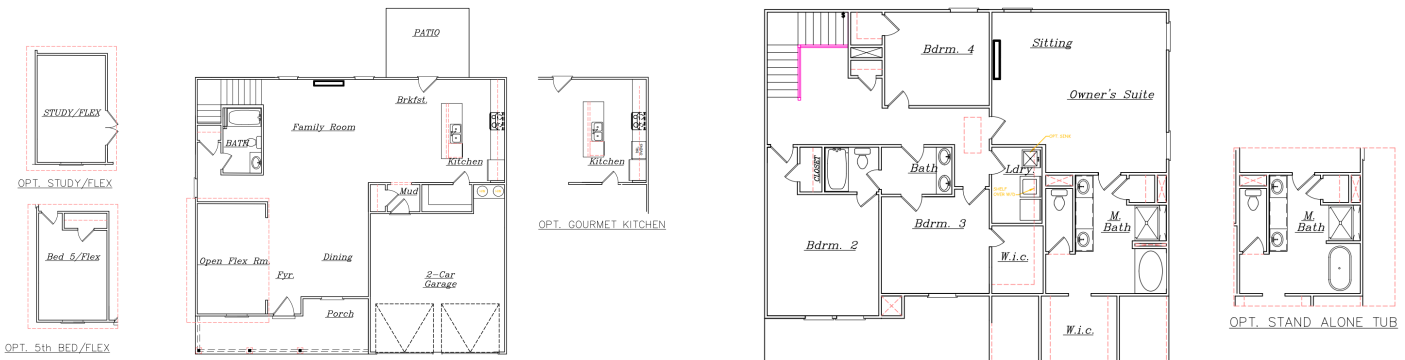 STUDY/FLEX
OPT. STUDY/FLEX
Bed 5/Flex
OPT. 5th BED/FLEX
PATIO
Brkfst.
Family Room
BATH
Kitchen
Mud
Open Flex Rm.
Fyr.
Dining
2-Car
Garage
Porch
Kitchen
OPT. GOURMET KITCHEN
Bdrm. 4
Sitting
Owner's Suite
CLOSET
Bath
Ldry.
Bdrm. 2
Bdrm. 3
W.i.c.
M.
Bath
W.i.c.
M.
Bath
OPT. STAND ALONE TUB